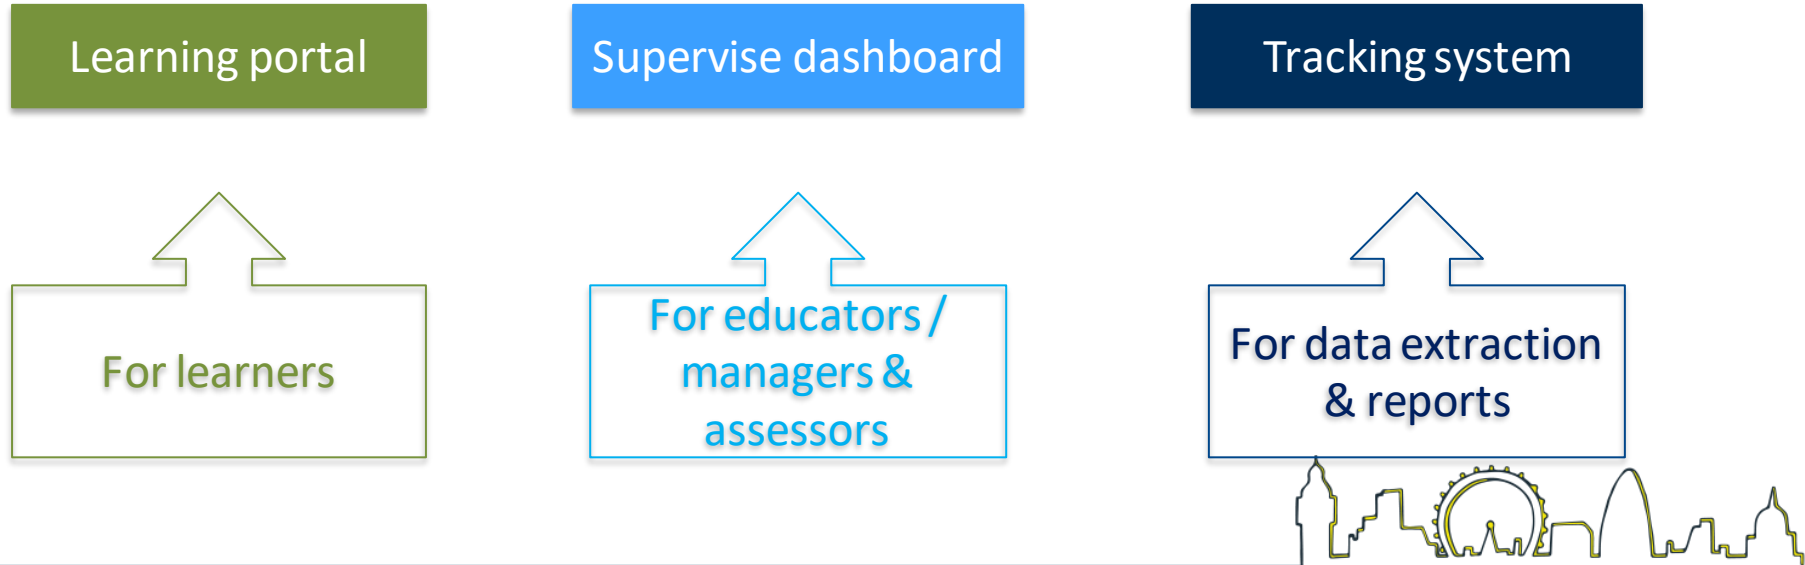 Learning portal
Supervise dashboard
Tracking system
For learners
For educators /
managers &
assessors
For data extraction
& reports